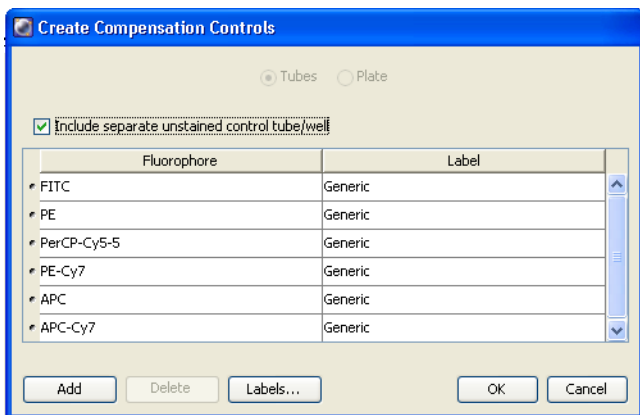 Create Compensation Controls
Tubes Plate
Include separate unstained control tube/well
Fluorophore Label
FITC Generic
PE Generic
PerCP-Cy5-5 Generic
PE-Cy7 Generic
APC Generic
APC-Cy7 Generic
Add Delete Labels... OK Cancel